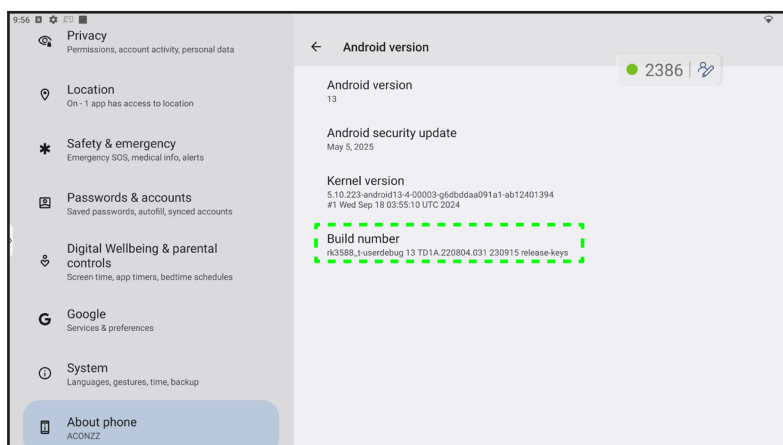 9:56
Privacy
Permissions, account activity, personal data
Location
On - 1 app has access to location
Safety & emergency
Emergency SOS, medical info, alerts
Passwords & accounts
Saved passwords, autofill, synced accounts
Digital Wellbeing & parental
controls
Screen time, app timers, bedtime schedules
Google
Services & preferences
System
Languages, gestures, time, backup
About phone
ACONZZ
Android version
2386
Android version
13
Android security update
May 5, 2025
Kernel version
5.10.223-android13-4-00003-g6dbddaa091a1-ab12401394
#1 Wed Sep 18 03:55:10 UTC 2024
Build number
rk3588_t-userdebug 13 TD1A.220804.031 230915 release-keys